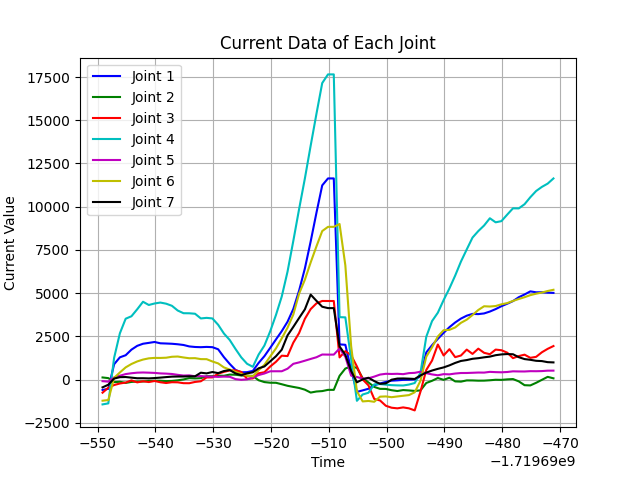 Current Data of Each Joint
17500
15000
12500
10000
7500
5000
2500
0
−2500
Current Value
Joint 1
Joint 2
Joint 3
Joint 4
Joint 5
Joint 6
Joint 7
−550 −540 −530 −520 −510 −500 −490 −480 −470
Time
−1.71969e9